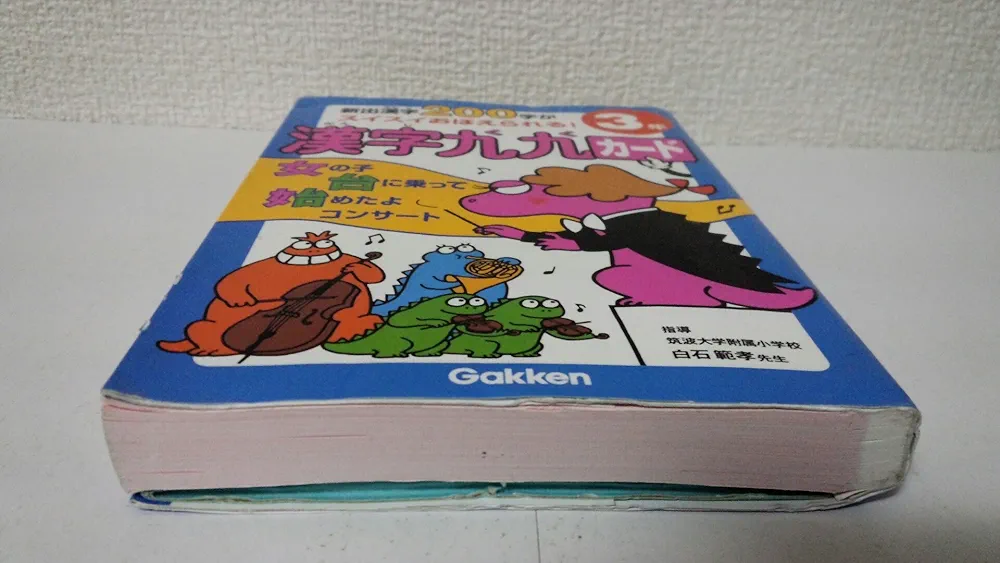 新出漢字200字が
スイスイおぼえられる!
3年
漢字九九カード
く く
女の子
台に乗って
始めたよ
コンサート
指導
筑波大学附属小学校
白石範孝先生
Gakken